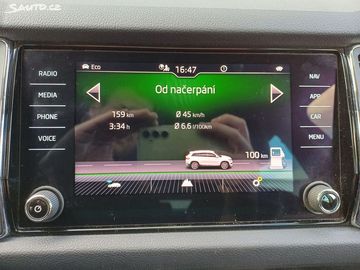 SAUTO.CZ
Eco
16:47
RADIO
MEDIA
PHONE
VOICE
NAV
APP
CAR
MENU
Od načerpání
159 km
Ø 45 km/h
3:34 h
Ø 6.6 l/100km
100 km